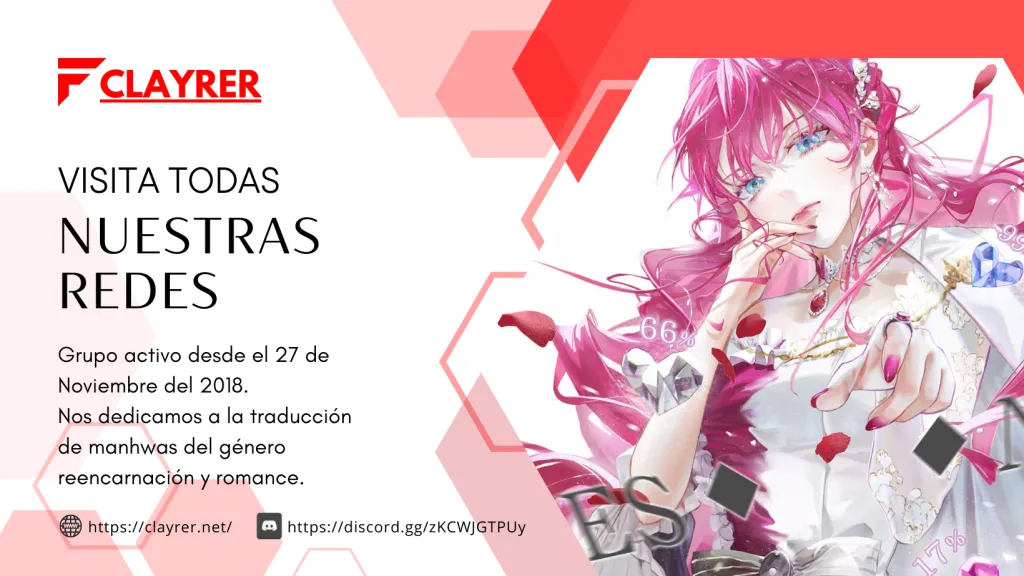 CLAYRER
VISITA TODAS
NUESTRAS
REDES
Grupo activo desde el 27 de
Noviembre del 2018.
Nos dedicamos a la traducción
de manhwas del género
reencarnación y romance.
https://clayrer.net/
https://discord.gg/zKCWJGTPUy
66%
ES
17%